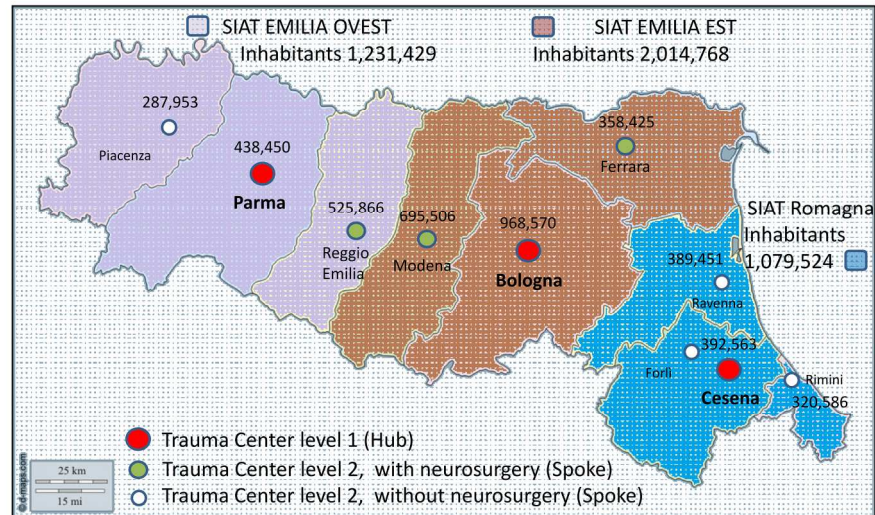 SIAT EMILIA OVEST
Inhabitants 1,231,429
SIAT EMILIA EST
Inhabitants 2,014,768
287,953
Piacenza
438,450
Parma
525,866
Reggio
Emilia
695,506
Modena
968,570
Bologna
358,425
Ferrara
SIAT Romagna
Inhabitants
1,079,524
389,451
Ravenna
392,563
Forlì
Cesena
Rimini
320,586
Trauma Center level 1 (Hub)
Trauma Center level 2, with neurosurgery (Spoke)
Trauma Center level 2, without neurosurgery (Spoke)
25 km
15 mi
© d-maps.com